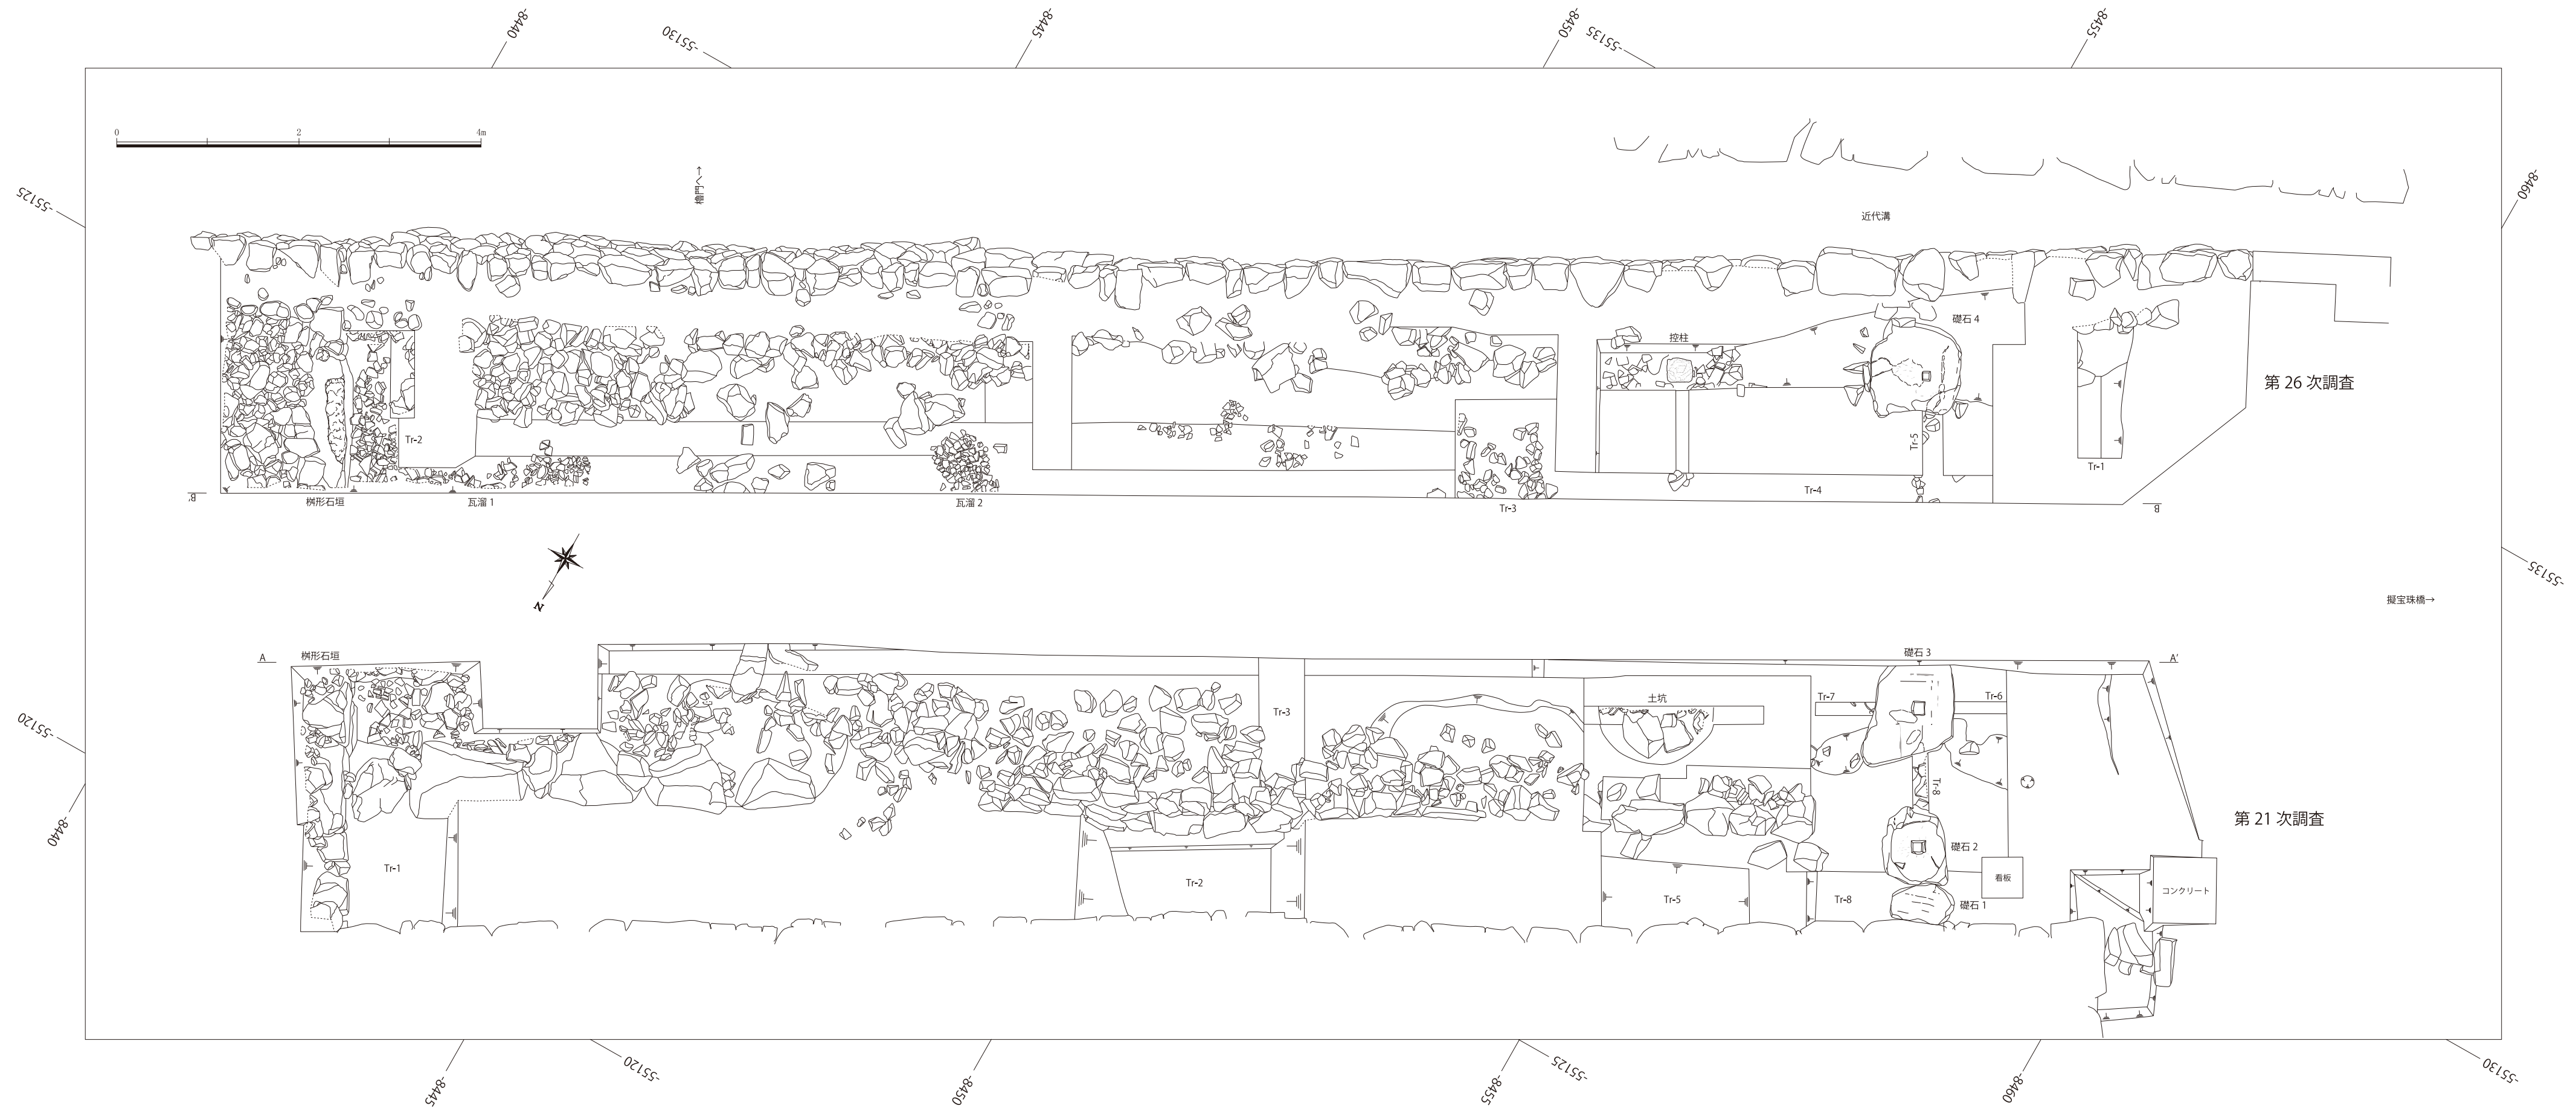 -8440
-55130
-8445
-8450
-55135
-8455
0
2
4m
檜門へ→
-55125
-8460
近代溝
礎石 4
控柱
第 26 次調査
Tr-2
Tr-5
Tr-1
B'
桝形石垣
瓦溜 1
瓦溜 2
Tr-3
Tr-4
B
N
-55135
擬宝珠橋→
A
桝形石垣
礎石 3
A'
土坑
Tr-7
Tr-6
Tr-3
-55120
Tr-8
-8440
第 21 次調査
礎石 2
Tr-1
Tr-2
看板
コンクリート
Tr-5
Tr-8
礎石 1
-8445
-55120
-8450
-8455
-55125
-8460
-55130